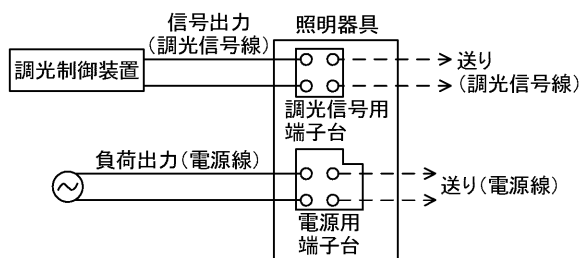 信号出力
(調光信号線)
照明器具
調光制御装置
送り
(調光信号線)
調光信号用
端子台
負荷出力(電源線)
送り(電源線)
電源用
端子台